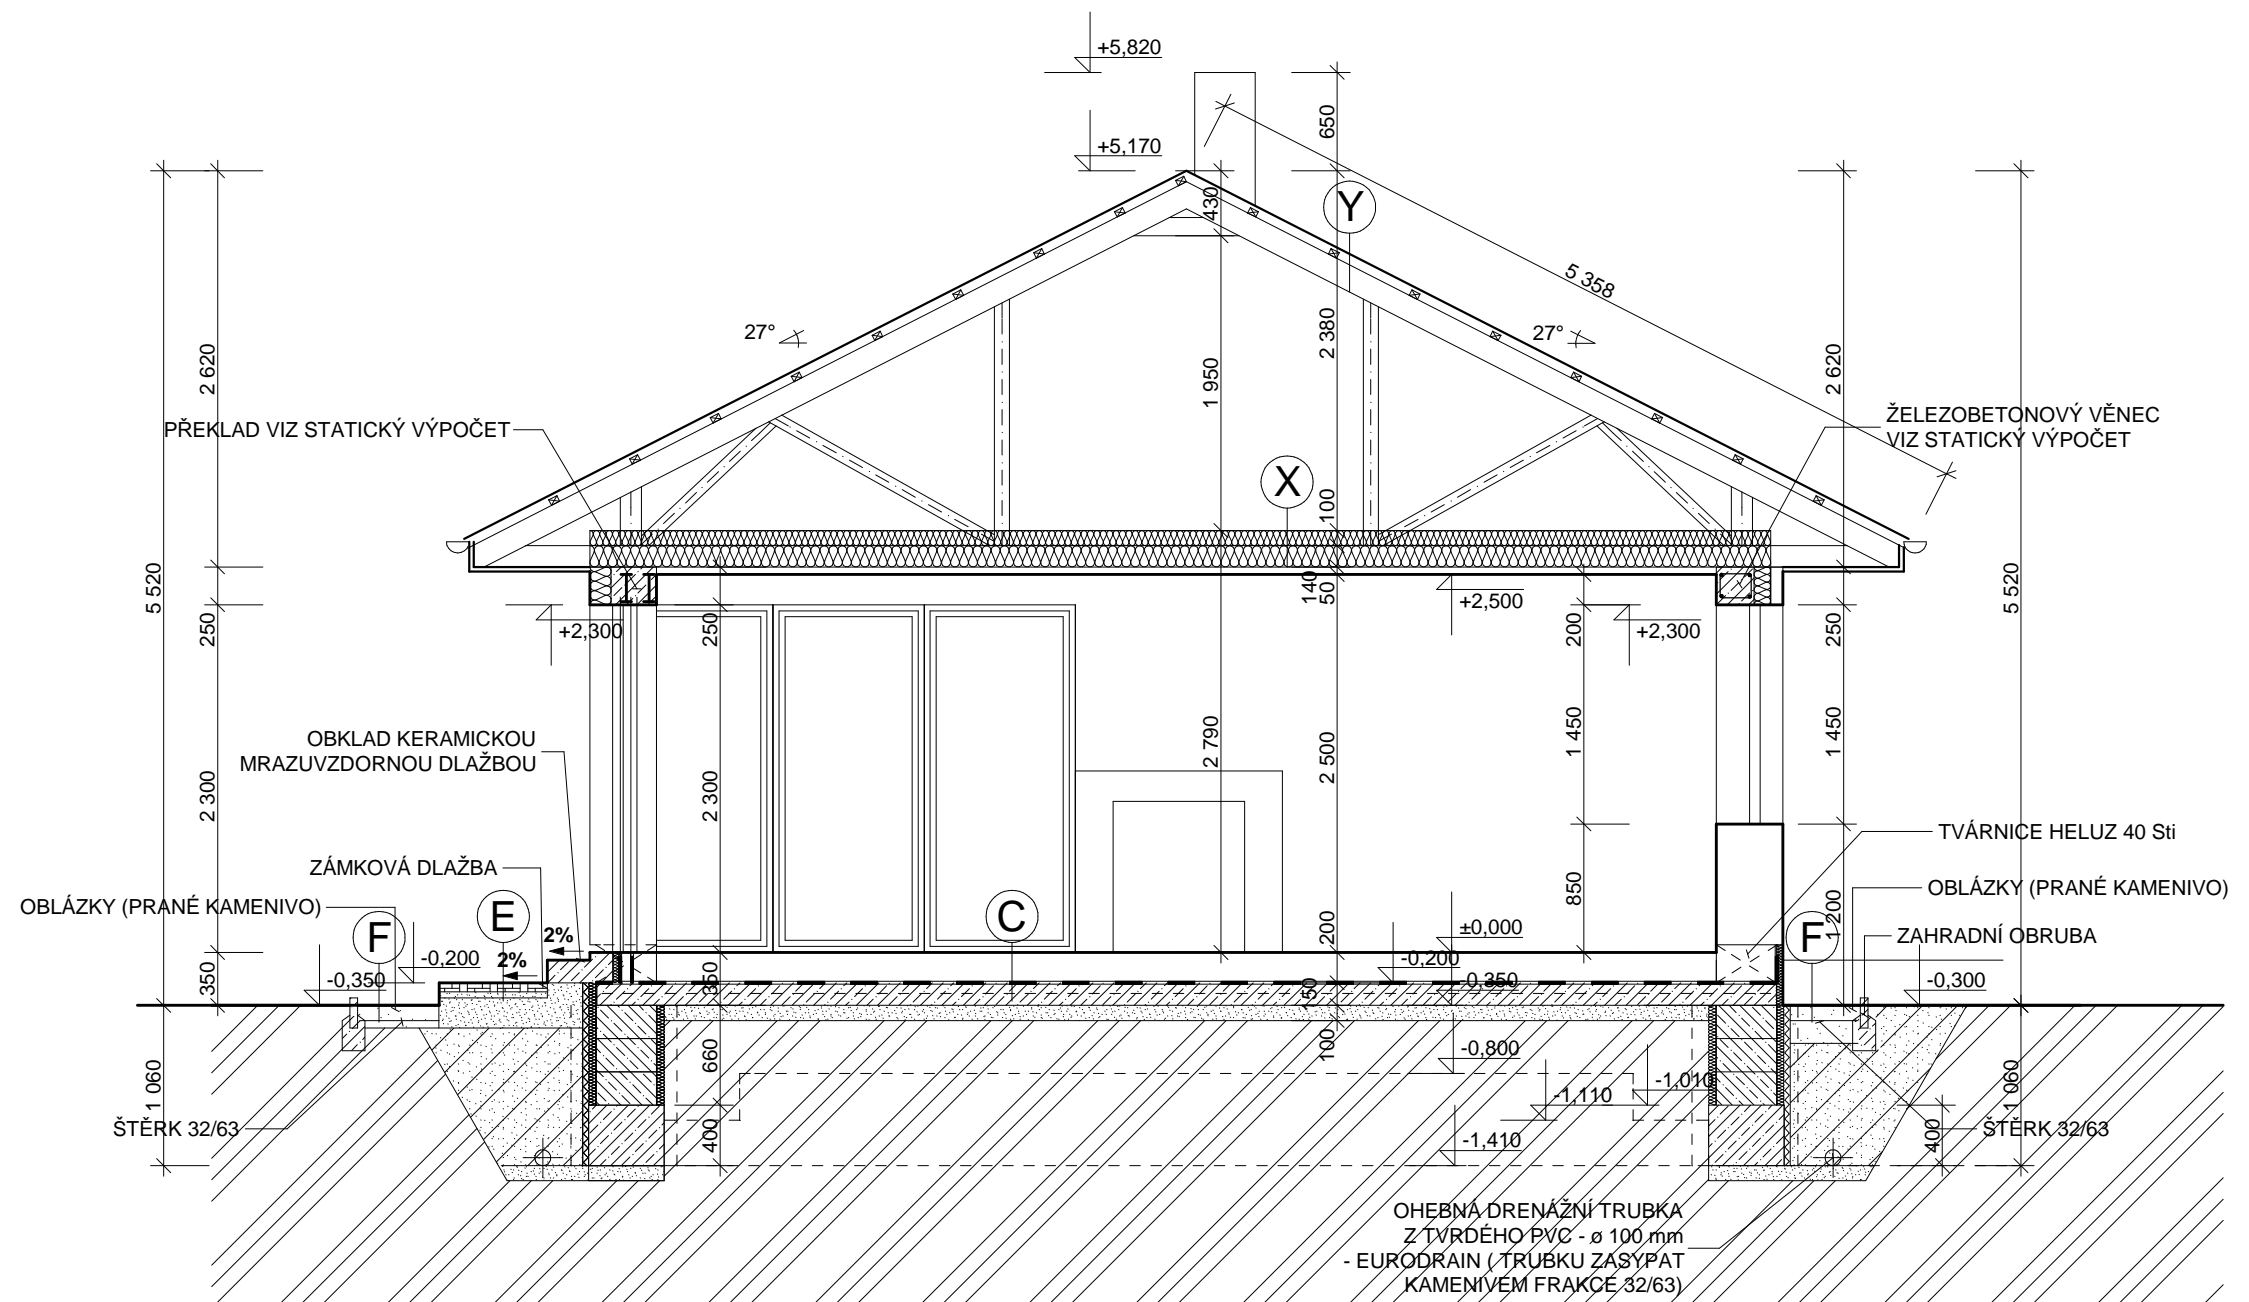 +5,820
650
+5,170
430
Y
5 358
27°
27°
2 380
2 620
1 950
2 620
PŘEKLAD VIZ STATICKÝ VÝPOČET
ŽELEZOBETONOVÝ VĚNEC
VIZ STATICKÝ VÝPOČET
X
100
5 520
140
50
5 520
+2,500
250
+2,300
250
200
+2,300
250
OBKLAD KERAMICKOU
MRAZUVZDORNOU DLAŽBOU
2 300
2 300
2 790
2 500
1 450
1 450
TVÁRNICE HELUZ 40 Sti
ZÁMKOVÁ DLAŽBA
850
OBLÁZKY (PRANÉ KAMENIVO)
OBLÁZKY (PRANÉ KAMENIVO)
F
E
C
F
1 200
2%
200
±0,000
ZAHRADNÍ OBRUBA
-0,200
2%
-0,200
-0,350
350
350
150
-0,350
-0,300
660
100
-0,800
1 060
-1,010
-1,110
1 060
ŠTĚRK 32/63
400
-1,410
400
ŠTĚRK 32/63
OHEBNÁ DRENÁŽNÍ TRUBKA
Z TVRDÉHO PVC - ø 100 mm
- EURODRAIN ( TRUBKU ZASYPAT
KAMENIVEM FRAKCE 32/63)